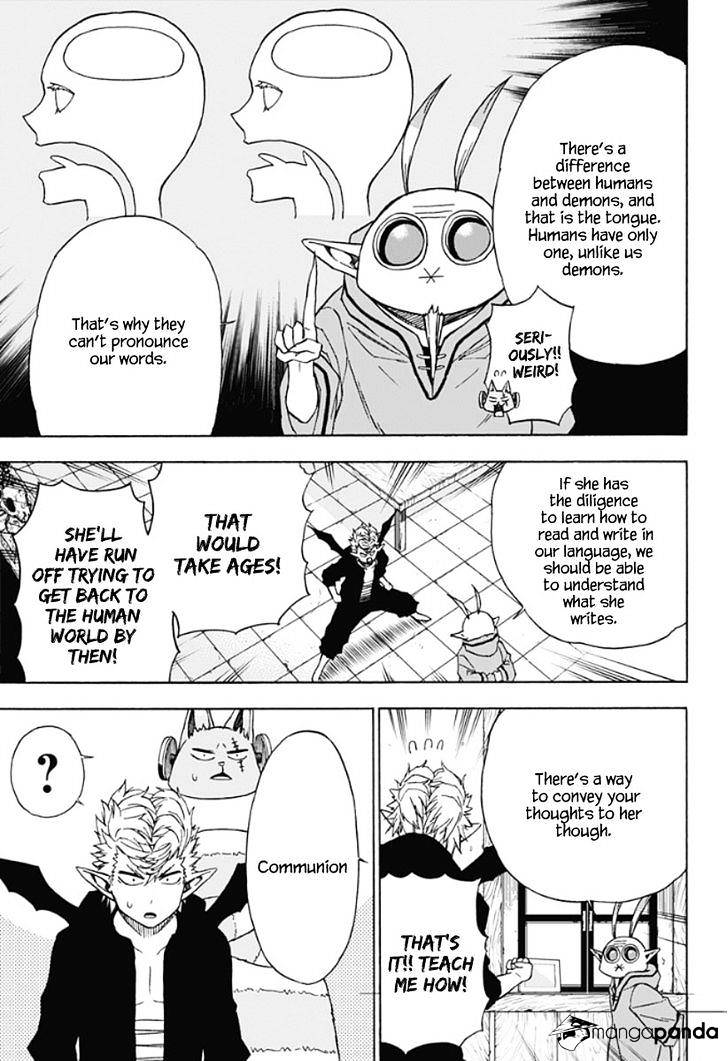 There's a
difference
between humans
and demons, and
that is the tongue.
Humans have only
one, unlike us
demons.
SERI-
OUSLY!!
WEIRD!
That's why they
can't pronounce
our words.
If she has
the diligence
to learn how to
read and write in
our language, we
should be able
to understand
what she
writes.
THAT
WOULD
TAKE AGES!
SHE'LL
HAVE RUN
OFF TRYING TO
GET BACK TO
THE HUMAN
WORLD BY
THEN!
There's a way
to convey your
thoughts to her
though.
THAT'S
IT!! TEACH
ME HOW!
Communion
?
mangapanda